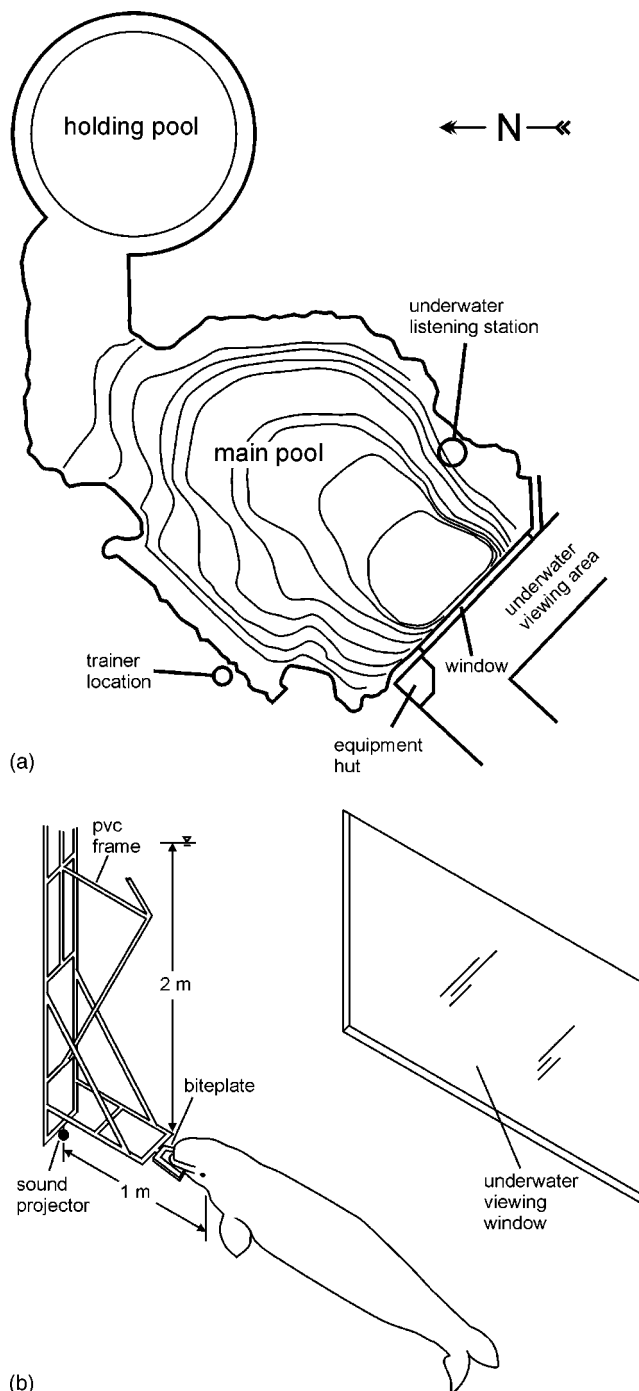 holding pool
N
underwater
listening station
main pool
underwater
viewing area
window
trainer
location
equipment
hut
(a)
pvc
frame
2 m
biteplate
sound
projector
1 m
underwater
viewing
window
(b)